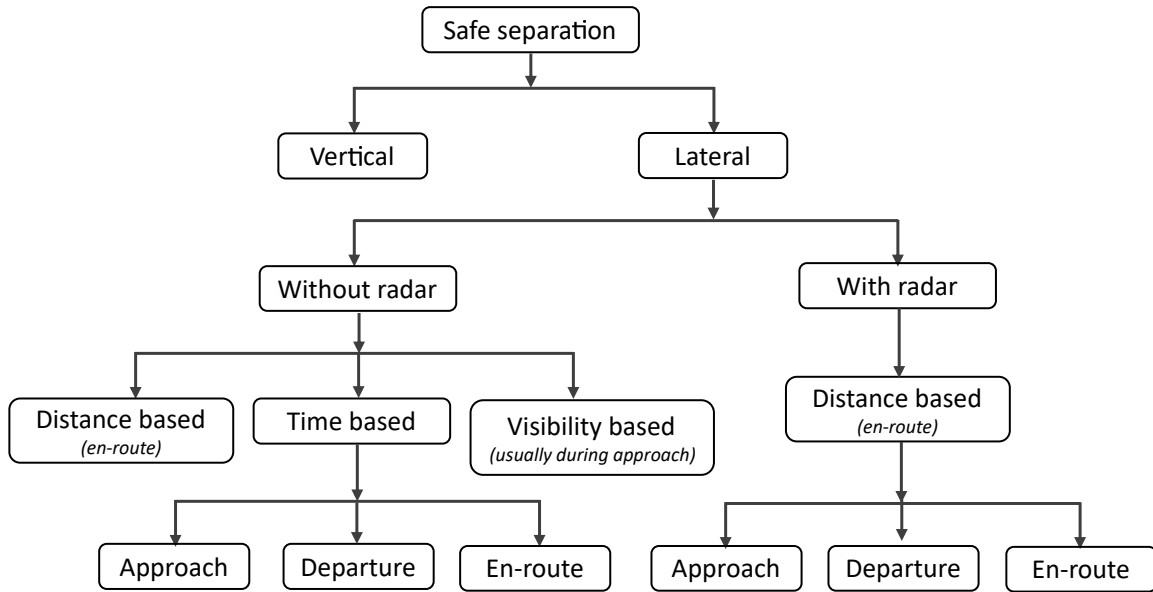 Safe separation
Vertical
Lateral
Without radar
With radar
Distance based
(en-route)
Time based
Visibility based
(usually during approach)
Distance based
(en-route)
Approach
Departure
En-route
Approach
Departure
En-route